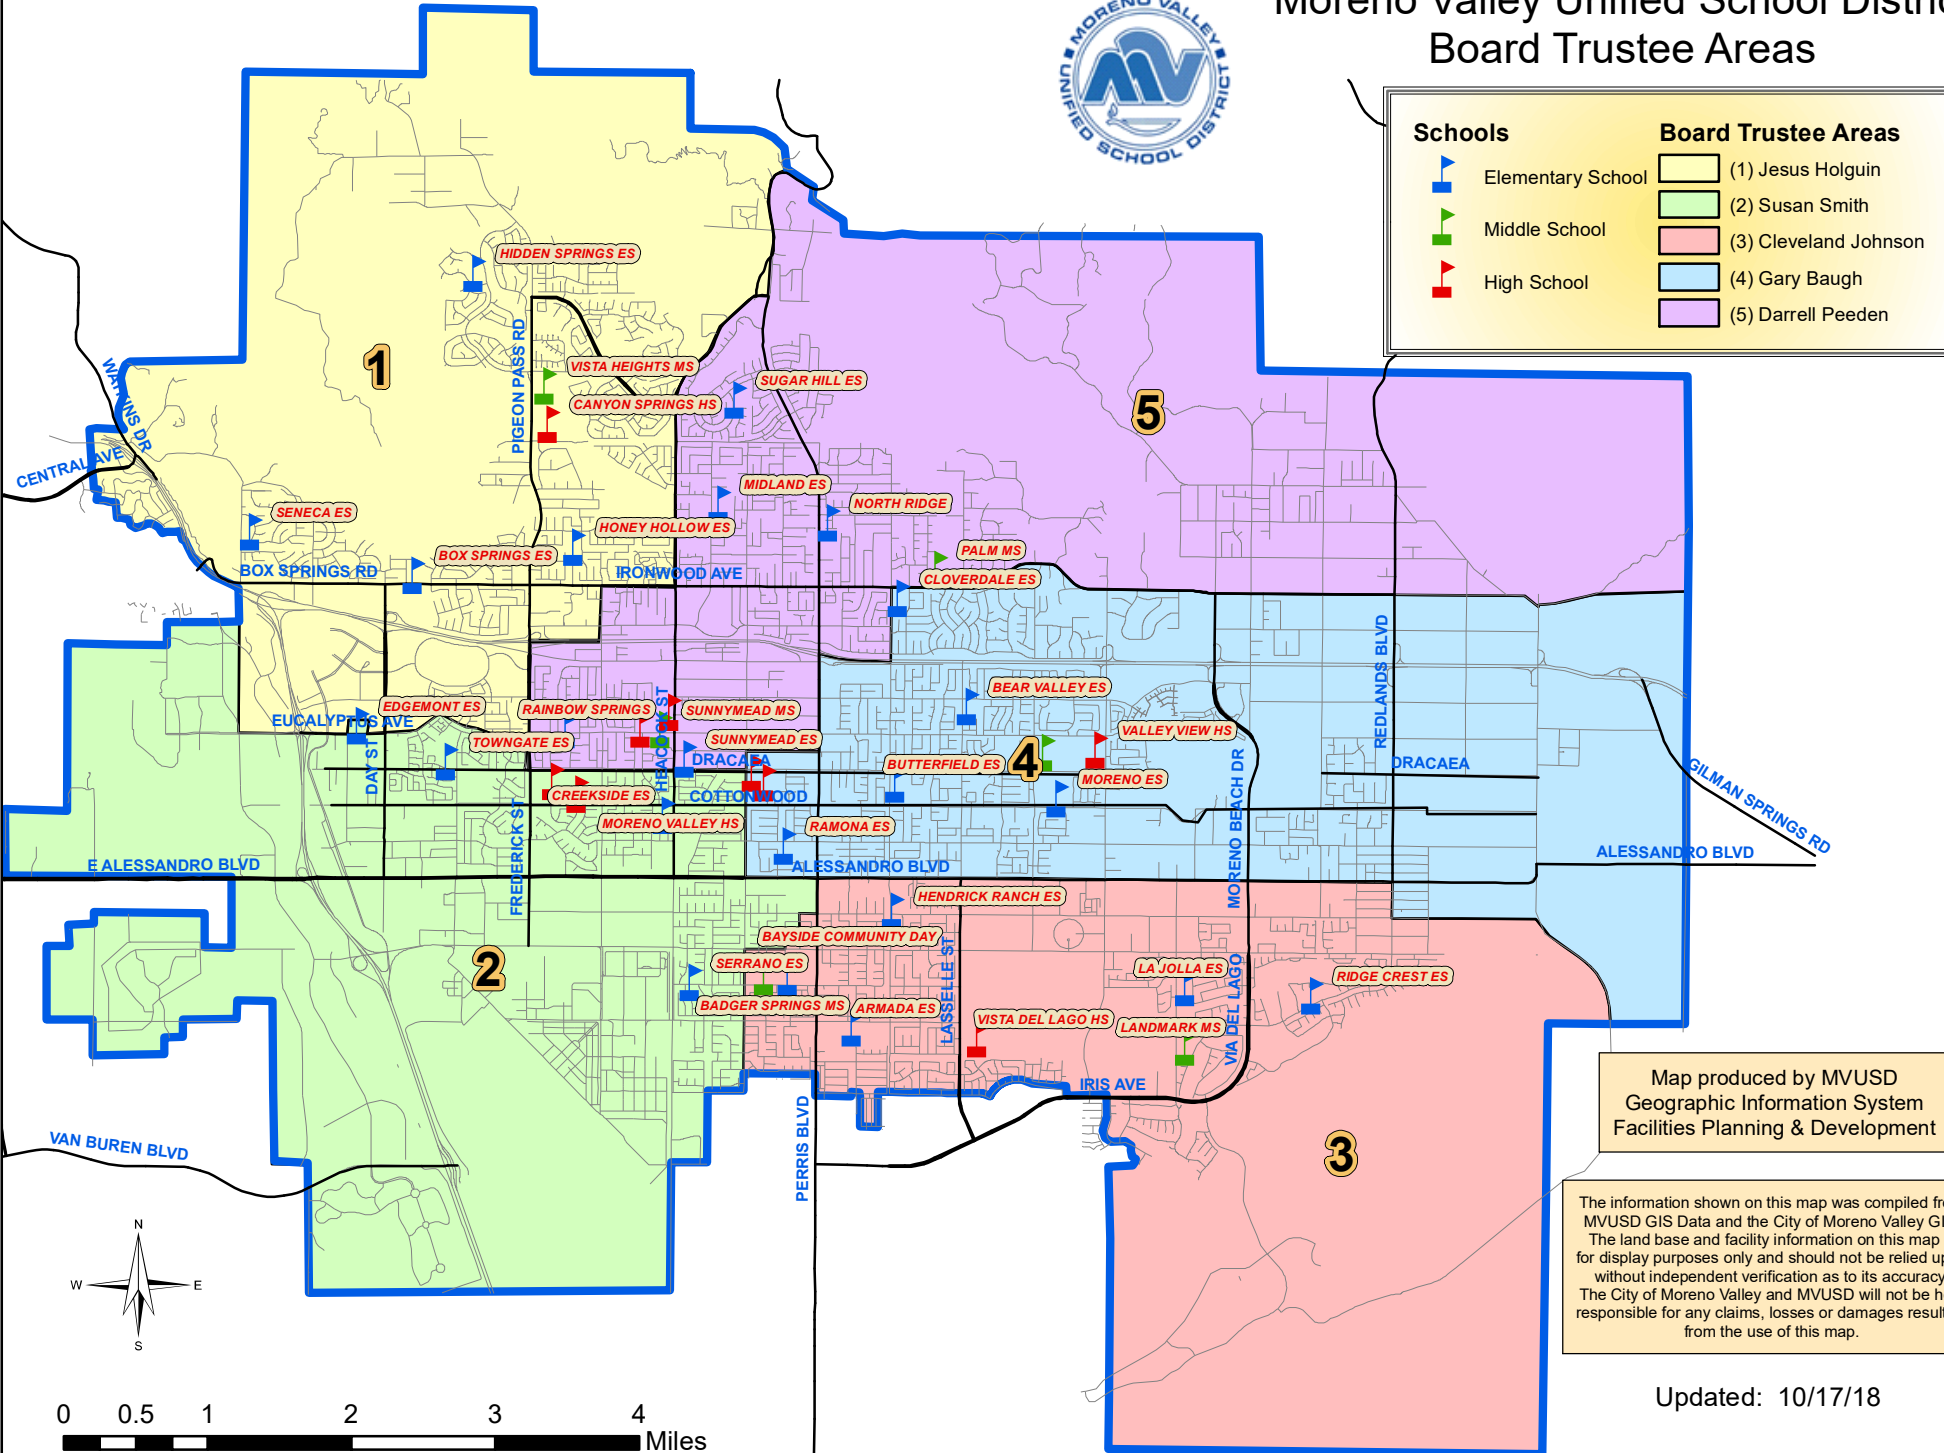 Moreno Valley Unified School Distri
Board Trustee Areas
MORENO VALLEY
UNIFIED SCHOOL DISTRICT
MV
Schools
Elementary School
Middle School
High School
Board Trustee Areas
(1) Jesus Holguin
(2) Susan Smith
(3) Cleveland Johnson
(4) Gary Baugh
(5) Darrell Peeden
HIDDEN SPRINGS ES
1
PIGEON PASS RD
VISTA HEIGHTS MS
CANYON SPRINGS HS
SUGAR HILL ES
5
WATKINS DR
CENTRAL AVE
SENECA ES
MIDLAND ES
NORTH RIDGE
HONEY HOLLOW ES
BOX SPRINGS ES
BOX SPRINGS RD
IRONWOOD AVE
PALM MS
CLOVERDALE ES
REDLANDS BLVD
BEAR VALLEY ES
EDGEMONT ES
EUCALYPTUS AVE
RAINBOW SPRINGS
HEACOCK ST
SUNNYMEAD MS
SUNNYMEAD ES
TOWNGATE ES
DAY ST
DRACAEA
VALLEY VIEW HS
4
BUTTERFIELD ES
MORENO ES
DRACAEA
GILMAN SPRINGS RD
CREEKSIDE ES
COTTONWOOD
MORENO VALLEY HS
RAMONA ES
FREDERICK ST
MORENO BEACH DR
E ALESSANDRO BLVD
ALESSANDRO BLVD
ALESSANDRO BLVD
HENDRICK RANCH ES
BAYSIDE COMMUNITY DAY
LASSELLE ST
2
SERRANO ES
LA JOLLA ES
VIA DEL LAGO
RIDGE CREST ES
BADGER SPRINGS MS
ARMADA ES
VISTA DEL LAGO HS
LANDMARK MS
IRIS AVE
PERRIS BLVD
VAN BUREN BLVD
3
Map produced by MVUSD
Geographic Information System
Facilities Planning & Development
The information shown on this map was compiled fr
MVUSD GIS Data and the City of Moreno Valley GI
The land base and facility information on this map
for display purposes only and should not be relied up
without independent verification as to its accuracy
The City of Moreno Valley and MVUSD will not be he
responsible for any claims, losses or damages result
from the use of this map.
N
W E
S
Updated: 10/17/18
0 0.5 1 2 3 4
Miles